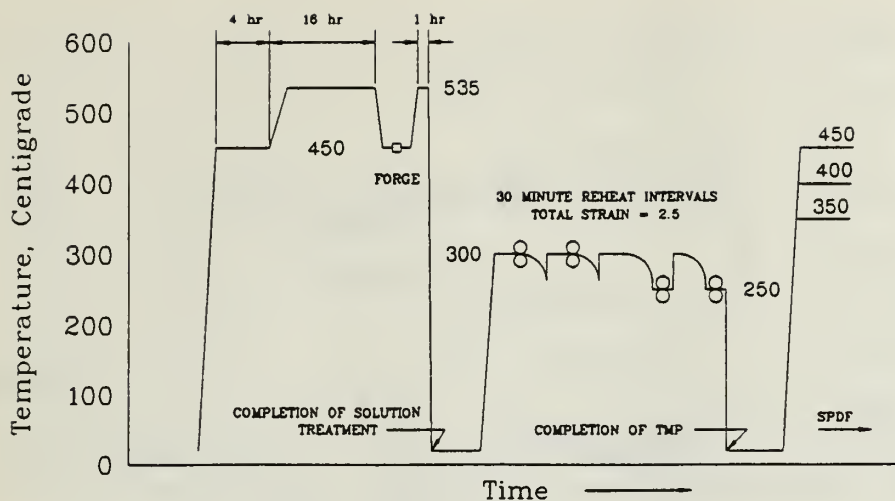 4 hr 16 hr 1 hr
600
535
500
450
450
400
350
FORGE
400
30 MINUTE REHEAT INTERVALS
TOTAL STRAIN = 2.5
300
300
250
200
100
COMPLETION OF SOLUTION
TREATMENT
COMPLETION OF TMP
SPDF
0
Temperature, Centigrade
Time